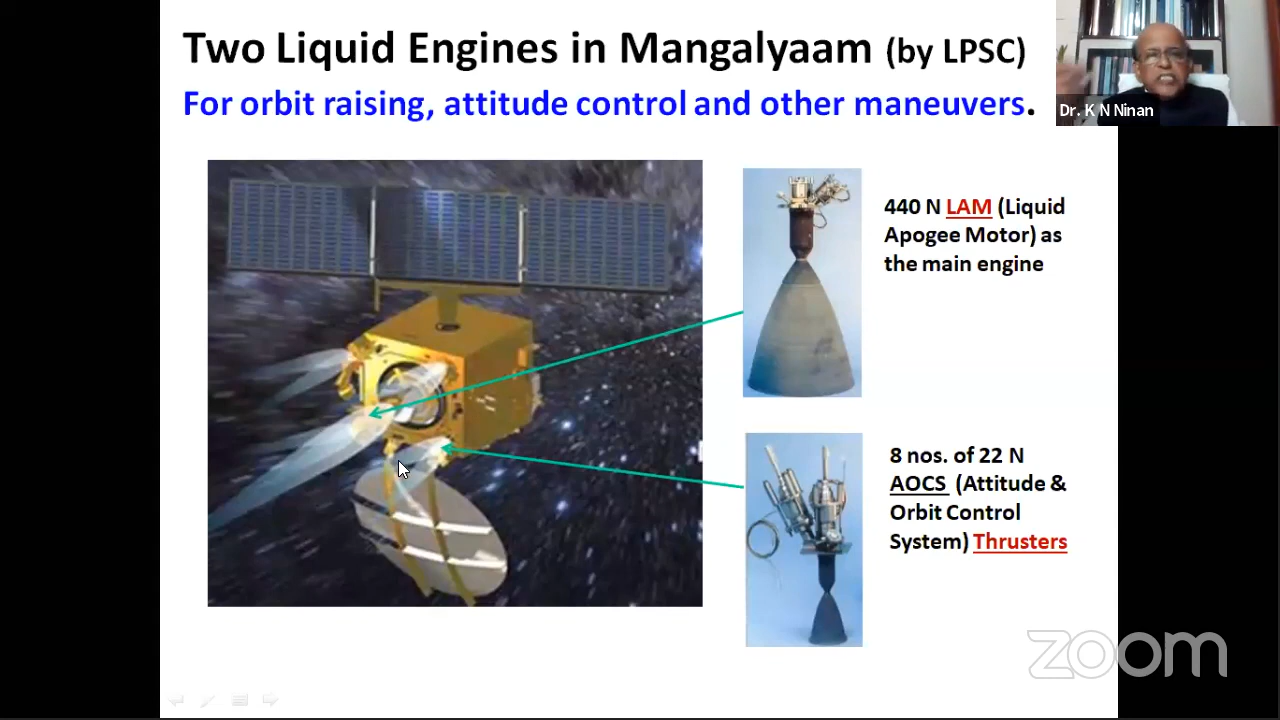 Two Liquid Engines in Mangalyaam (by LPSC)
For orbit raising, attitude control and other maneuvers.
Dr. K N Ninan
440 N LAM (Liquid
Apogee Motor) as
the main engine
8 nos. of 22 N
AOCS (Attitude &
Orbit Control
System) Thrusters
zoom